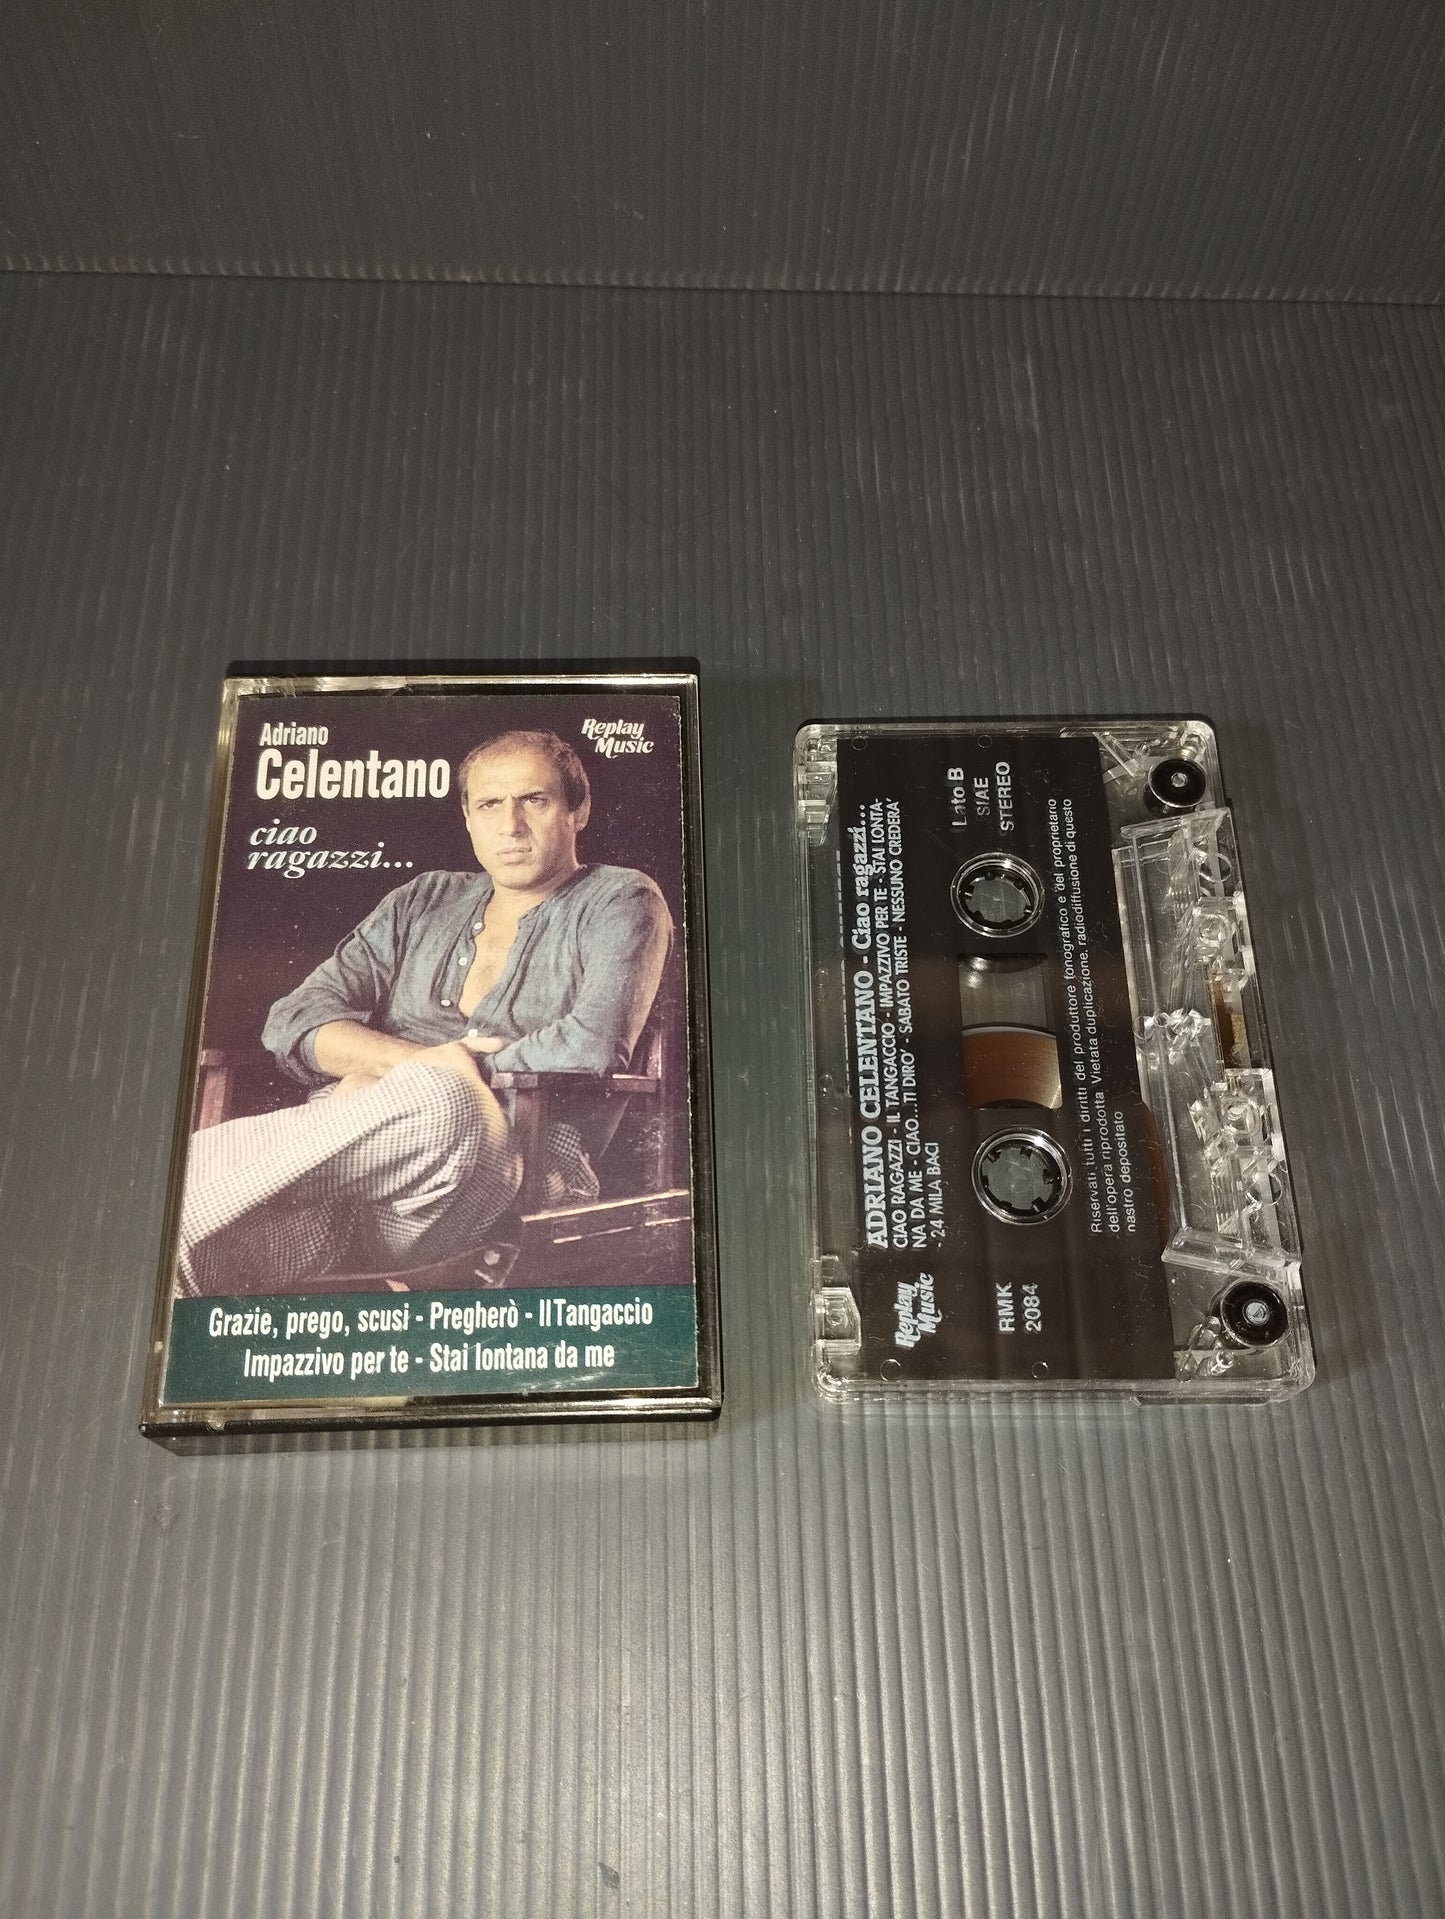 Adriano
Celentano
ciao
ragazzi...
Replay
Music
Grazie, prego, scusi - Pregherò - Il Tangaccio
Impazzivo per te - Stai lontana da me
ADRIANO CELENTANO - Ciao ragazzi...
CIAO RAGAZZI - IL TANGACCIO - IMPAZZIVO PER TE - STAI LONTA-
NA DA ME - CIAO...TI DIRO' - SABATO TRISTE - NESSUNO CREDERA'
- 24 MILA BACI
Lato B
SIAE
STEREO
Replay
Music
RMK
2084
Riservati tutti i diritti del produttore fonografico e del proprietario
dell'opera riprodotta Vietata duplicazione, radiodiffusione di questo
nastro depositato